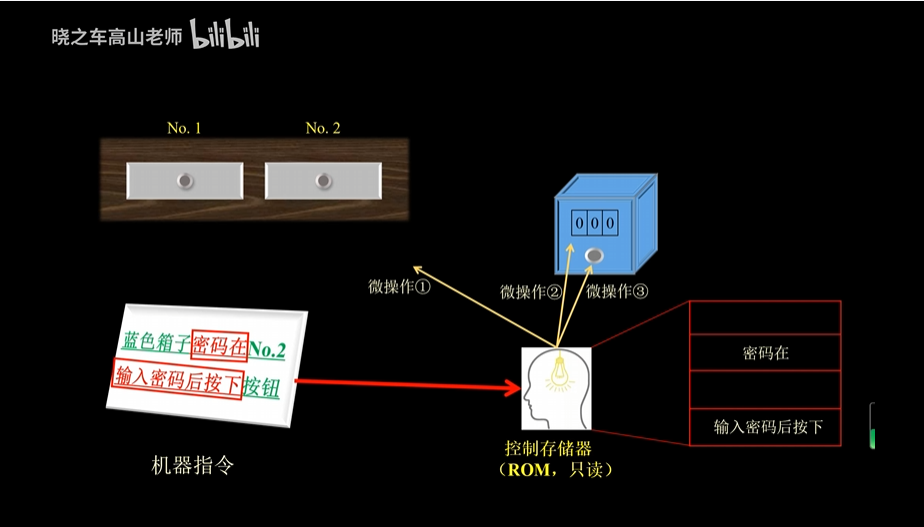 晓之车高山老师 bilibili
No. 1
No. 2
0 0 0
微操作①
微操作②
微操作③
蓝色箱子密码在No.2
输入密码后按下按钮
密码在
输入密码后按下
机器指令
控制存储器
（ROM，只读）